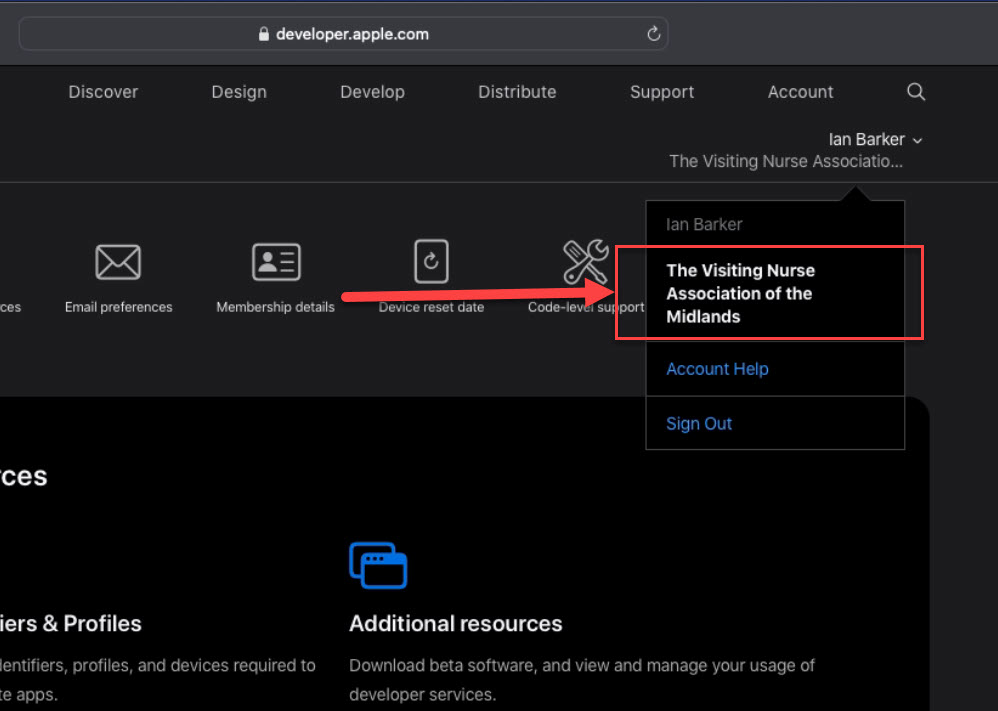 developer.apple.com
Discover Design Develop Distribute Support Account
Ian Barker
The Visiting Nurse Associatio...
Ian Barker
The Visiting Nurse
Association of the
Midlands
Account Help
Sign Out
ces Email preferences Membership details Device reset date Code-level support
rces
iers & Profiles
dentifiers, profiles, and devices required to
te apps.
Additional resources
Download beta software, and view and manage your usage of
developer services.